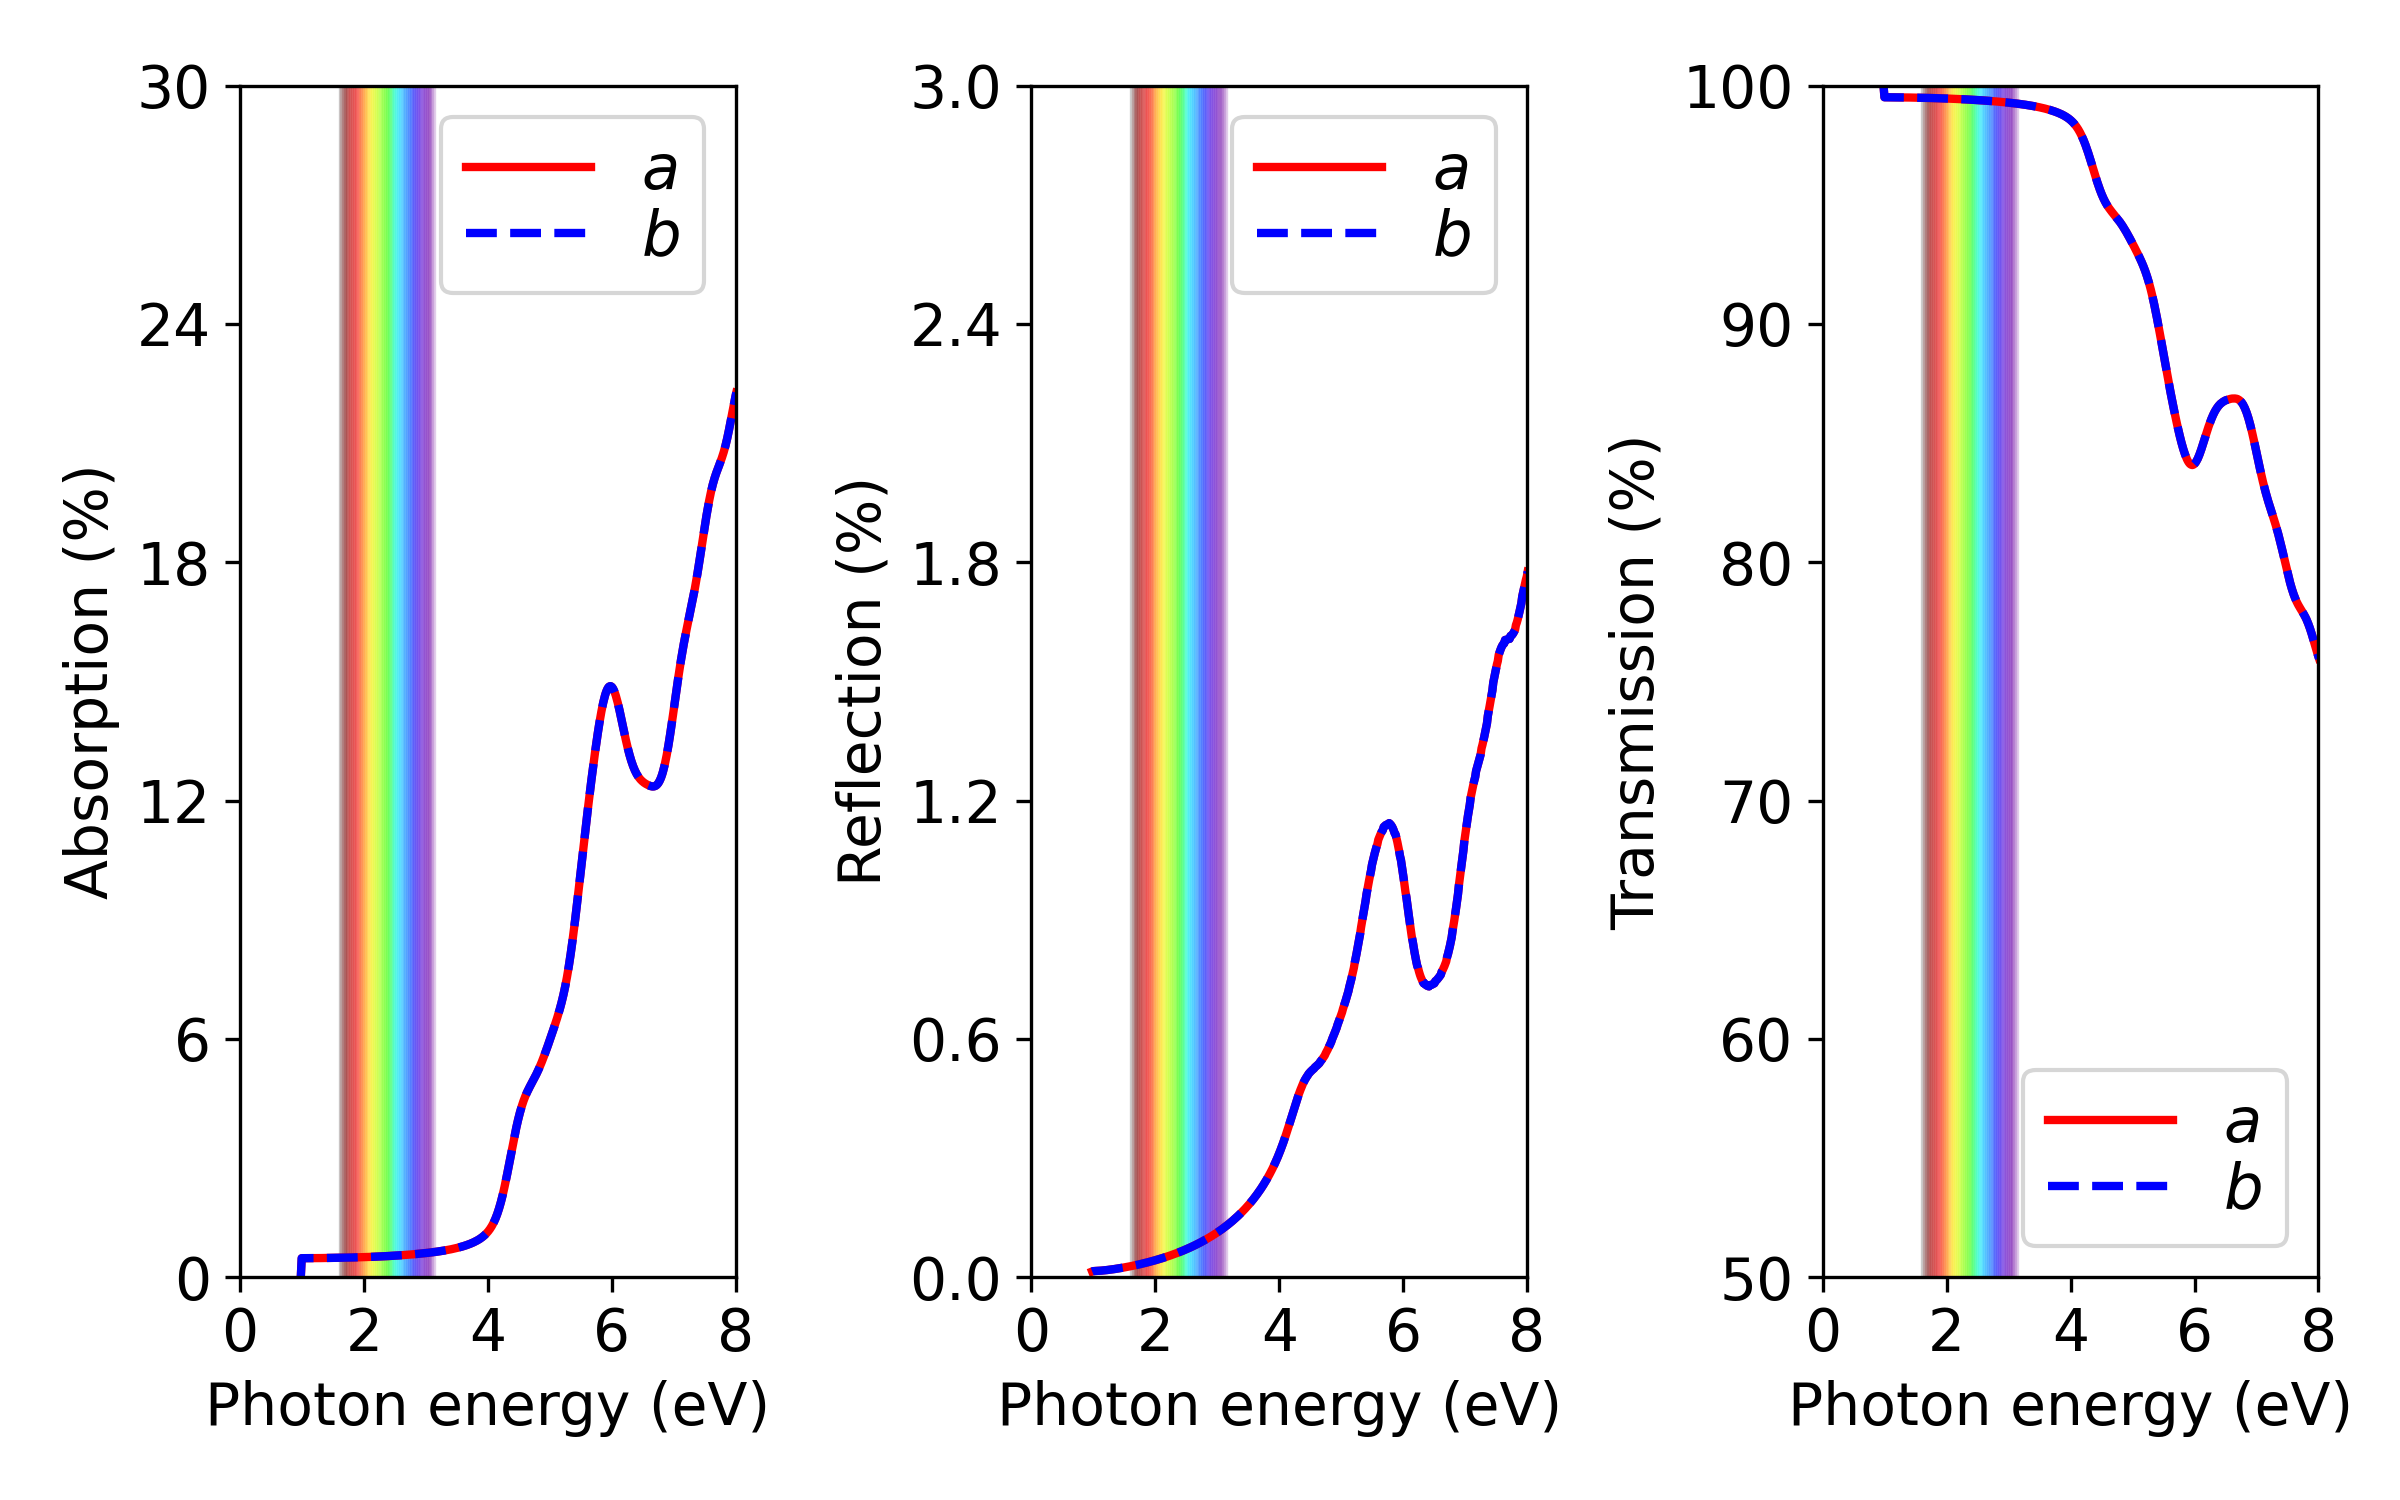 Absorption (%)
30
24
18
12
6
0
0 2 4 6 8
Photon energy (eV)
a
b
Reflection (%)
3.0
2.4
1.8
1.2
0.6
0.0
0 2 4 6 8
Photon energy (eV)
a
b
Transmission (%)
100
90
80
70
60
50
0 2 4 6 8
Photon energy (eV)
a
b